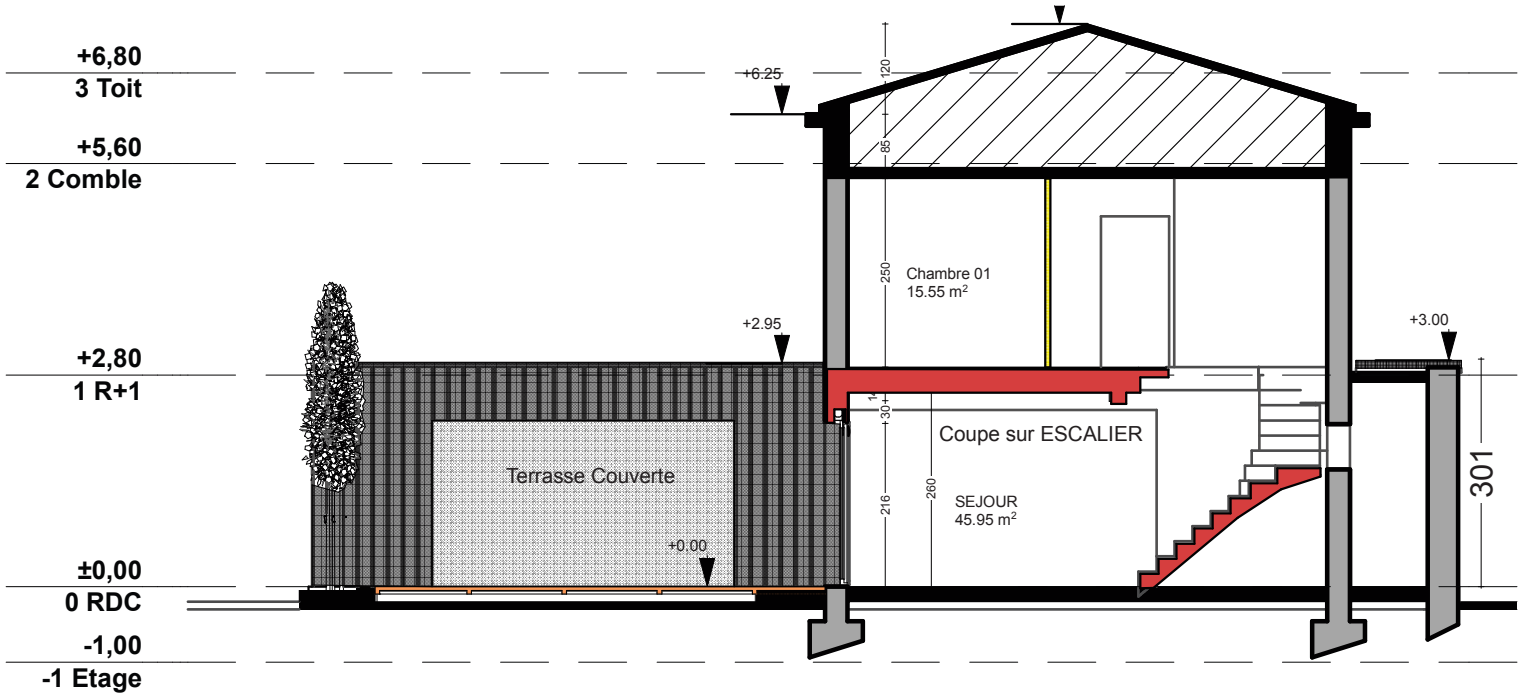 +6,80
3 Toit
+6.25
120
+5,60
2 Comble
85
Chambre 01
15.55 m²
250
+2.95
+3.00
+2,80
1 R+1
30
Coupe sur ESCALIER
Terrasse Couverte
301
216
260
SEJOUR
45.95 m²
+0.00
±0,00
0 RDC
-1,00
-1 Etage